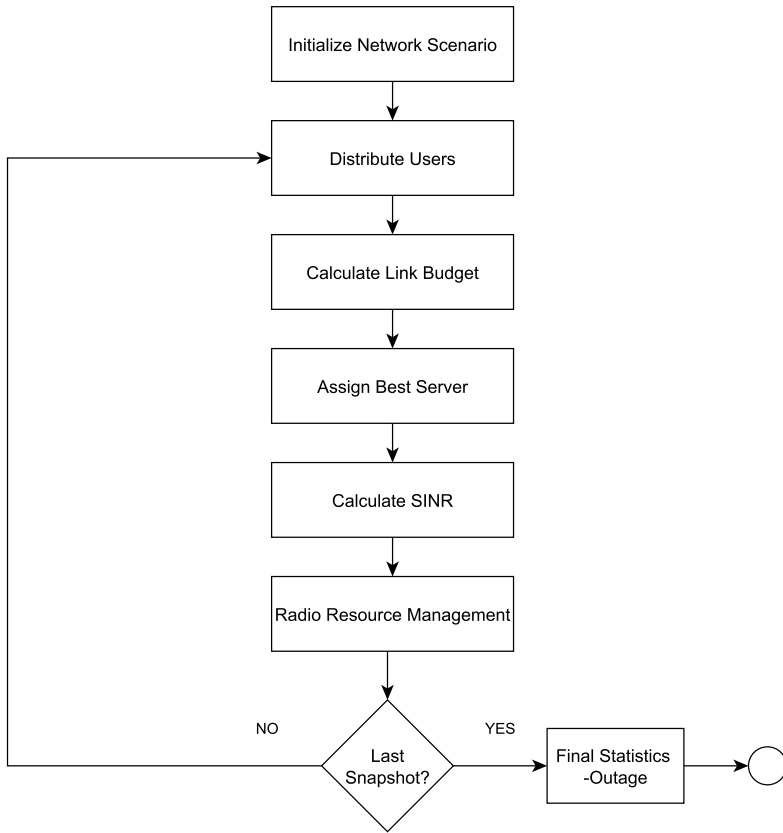 Initialize Network Scenario
Distribute Users
Calculate Link Budget
Assign Best Server
Calculate SINR
Radio Resource Management
NO
YES
Last
Snapshot?
Final Statistics
-Outage